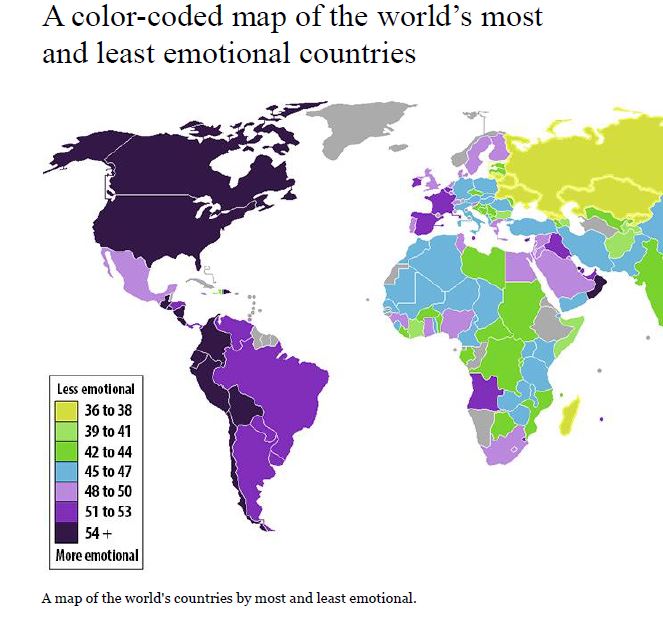 A color-coded map of the world’s most
and least emotional countries
Less emotional
36 to 38
39 to 41
42 to 44
45 to 47
48 to 50
51 to 53
54 +
More emotional
A map of the world's countries by most and least emotional.